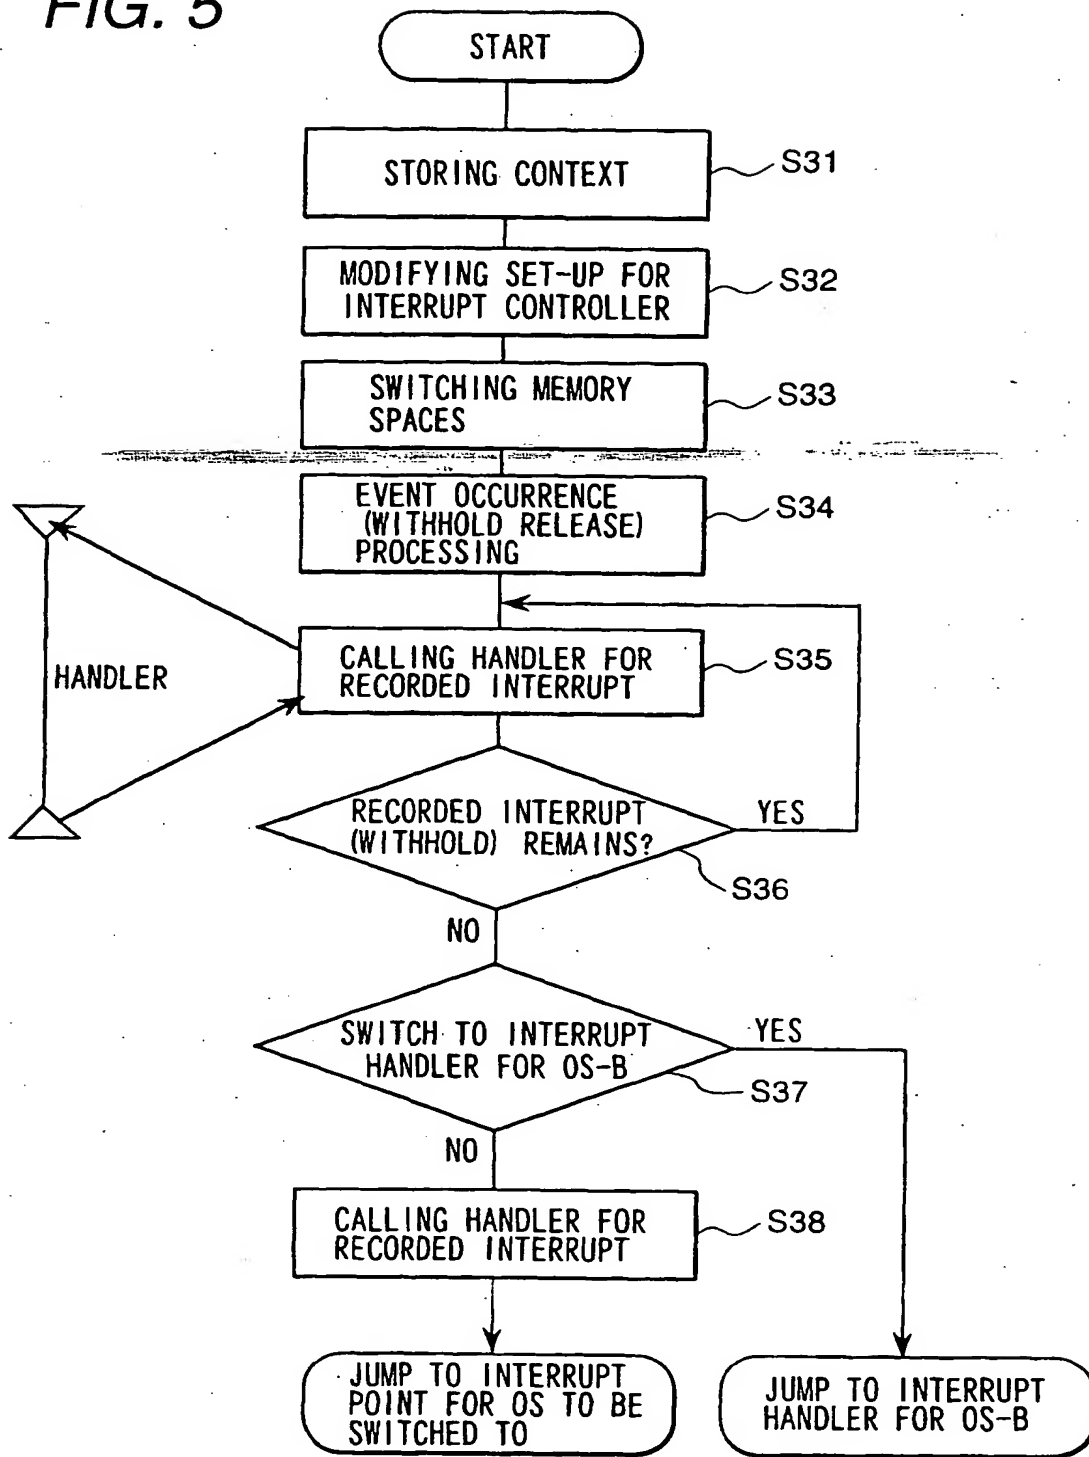 FIG. 5
START
STORING CONTEXT
S31
MODIFYING SET-UP FOR
INTERRUPT CONTROLLER
S32
SWITCHING MEMORY
SPACES
S33
EVENT OCCURRENCE
(WITHHOLD RELEASE)
PROCESSING
S34
HANDLER
CALLING HANDLER FOR
RECORDED INTERRUPT
S35
RECORDED INTERRUPT
(WITHHOLD) REMAINS?
YES
S36
NO
SWITCH TO INTERRUPT
HANDLER FOR OS-B
YES
S37
NO
CALLING HANDLER FOR
RECORDED INTERRUPT
S38
JUMP TO INTERRUPT
POINT FOR OS TO BE
SWITCHED TO
JUMP TO INTERRUPT
HANDLER FOR OS-B